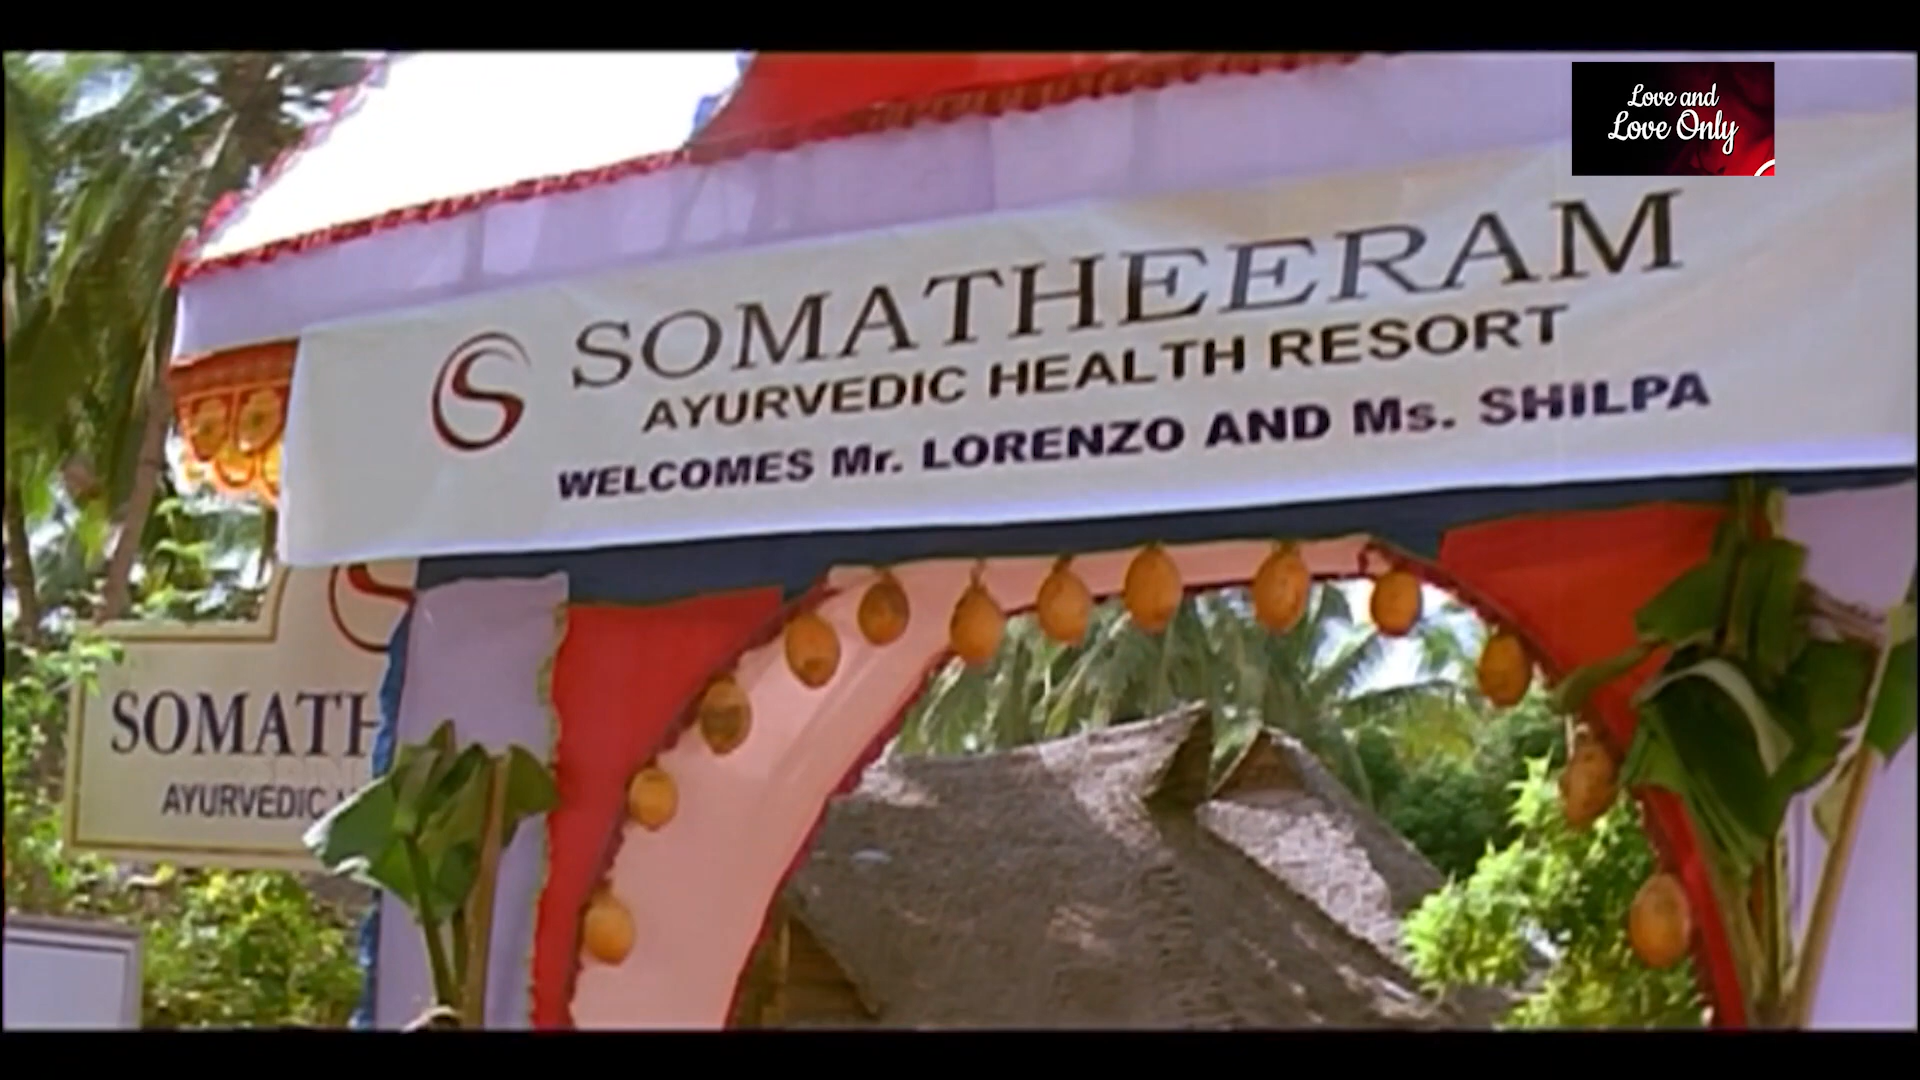 Love and
Love Only
S SOMATHEERAM
AYURVEDIC HEALTH RESORT
WELCOMES Mr. LORENZO AND Ms. SHILPA
SOMATH
AYURVEDIC